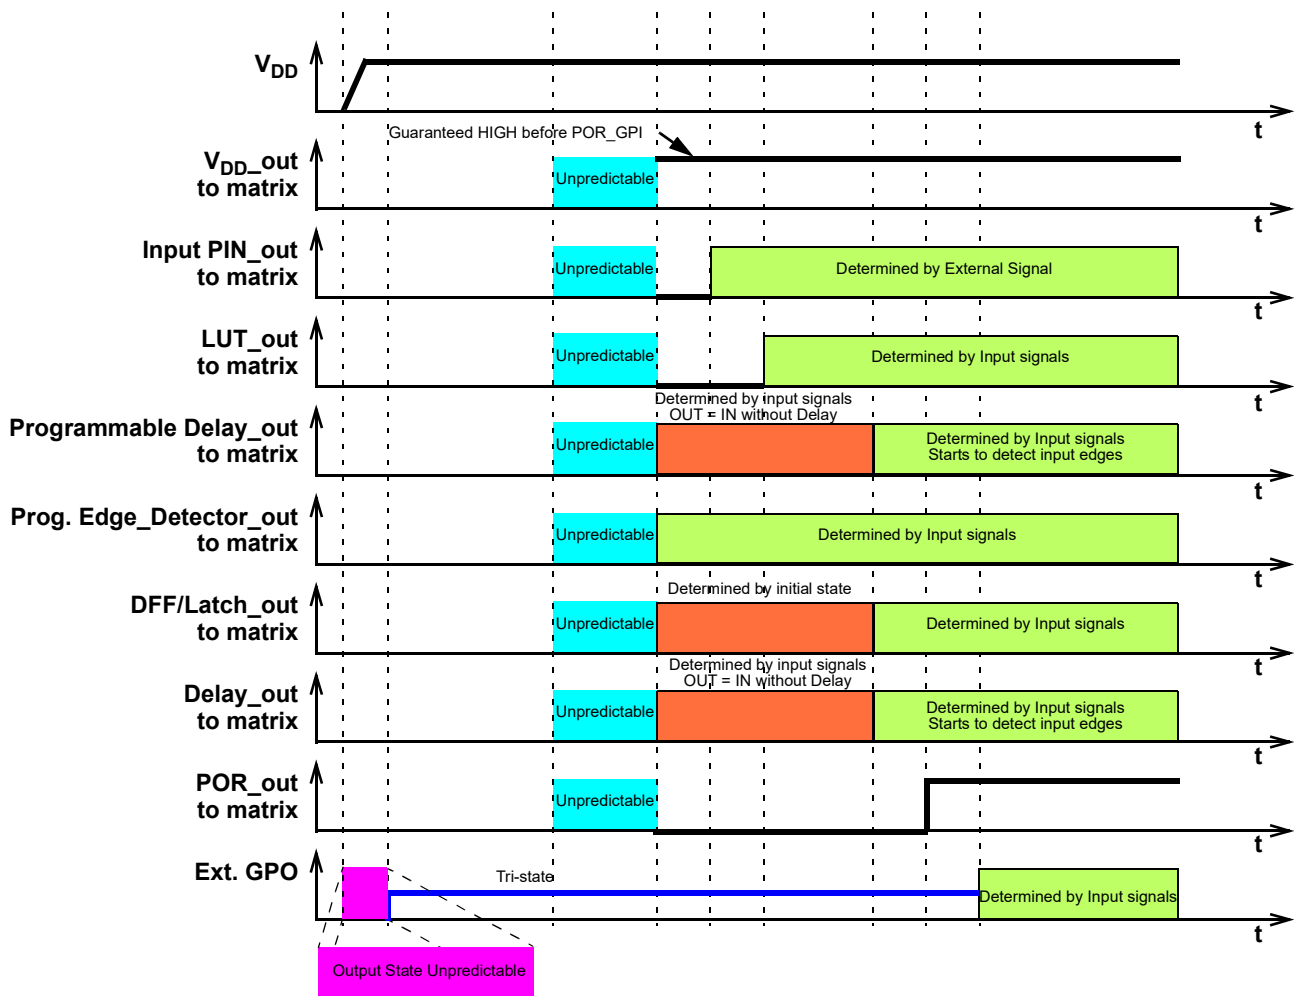 VDD
t
Guaranteed HIGH before POR_GPI
VDD_out
to matrix
Unpredictable
t
Input PIN_out
to matrix
Unpredictable
Determined by External Signal
t
LUT_out
to matrix
Unpredictable
Determined by Input signals
t
Determined by input signals
OUT = IN without Delay
Programmable Delay_out
to matrix
Unpredictable
Determined by Input signals
Starts to detect input edges
t
Prog. Edge_Detector_out
to matrix
Unpredictable
Determined by Input signals
t
Determined by initial state
DFF/Latch_out
to matrix
Unpredictable
Determined by Input signals
t
Determined by input signals
OUT = IN without Delay
Delay_out
to matrix
Unpredictable
Determined by Input signals
Starts to detect input edges
t
POR_out
to matrix
Unpredictable
t
Ext. GPO
Tri-state
Determined by Input signals
t
Output State Unpredictable